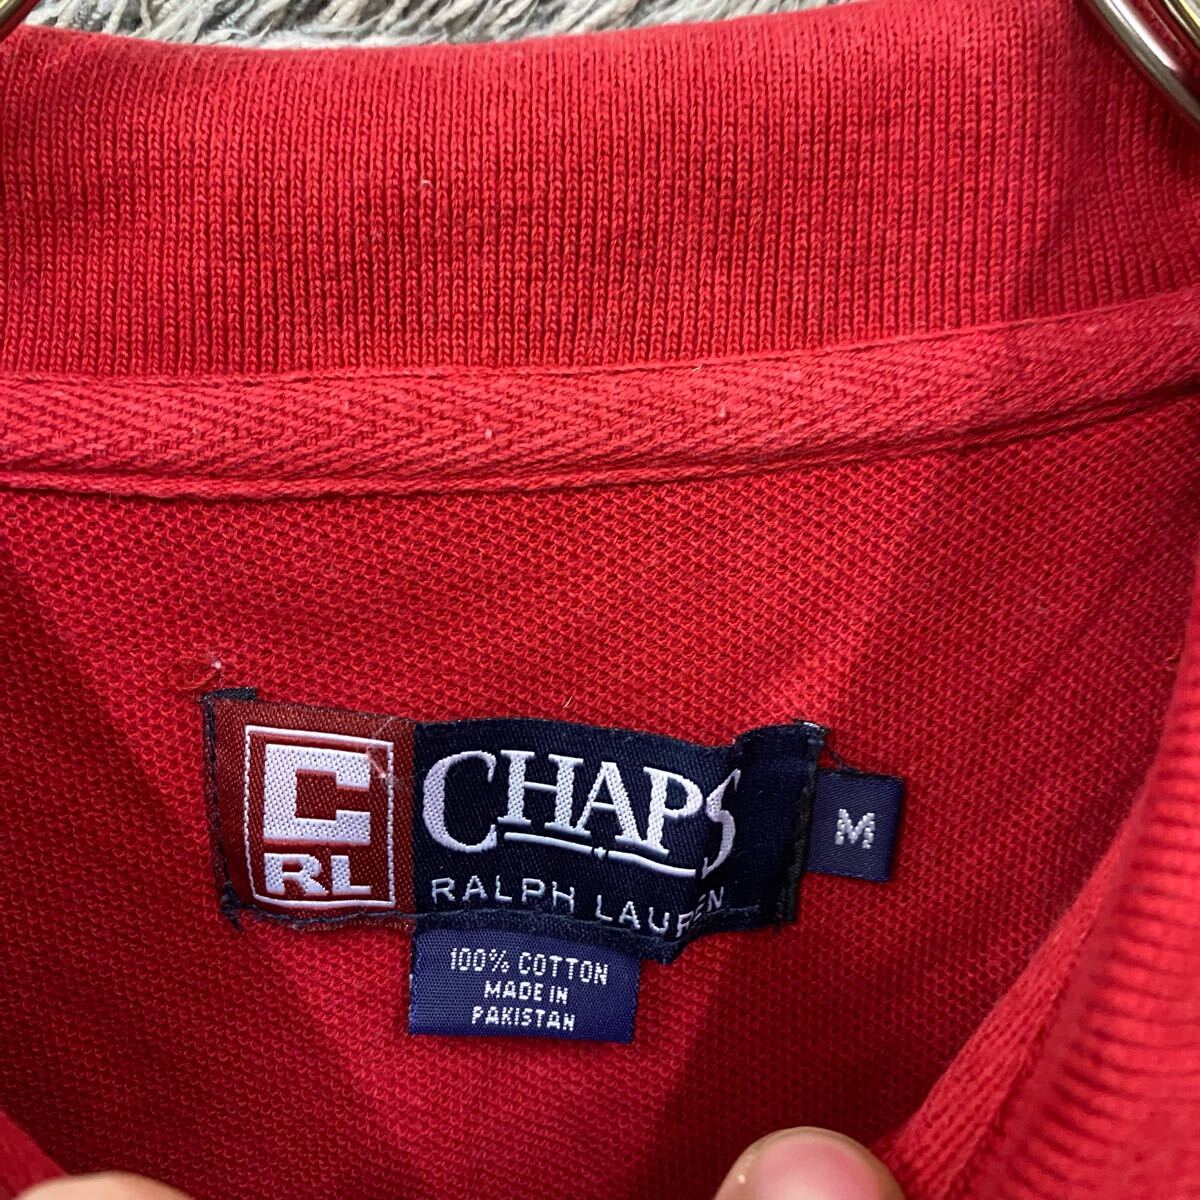 C
RL
CHAPS
RALPH LAUREN
M
100% COTTON
MADE IN
PAKISTAN